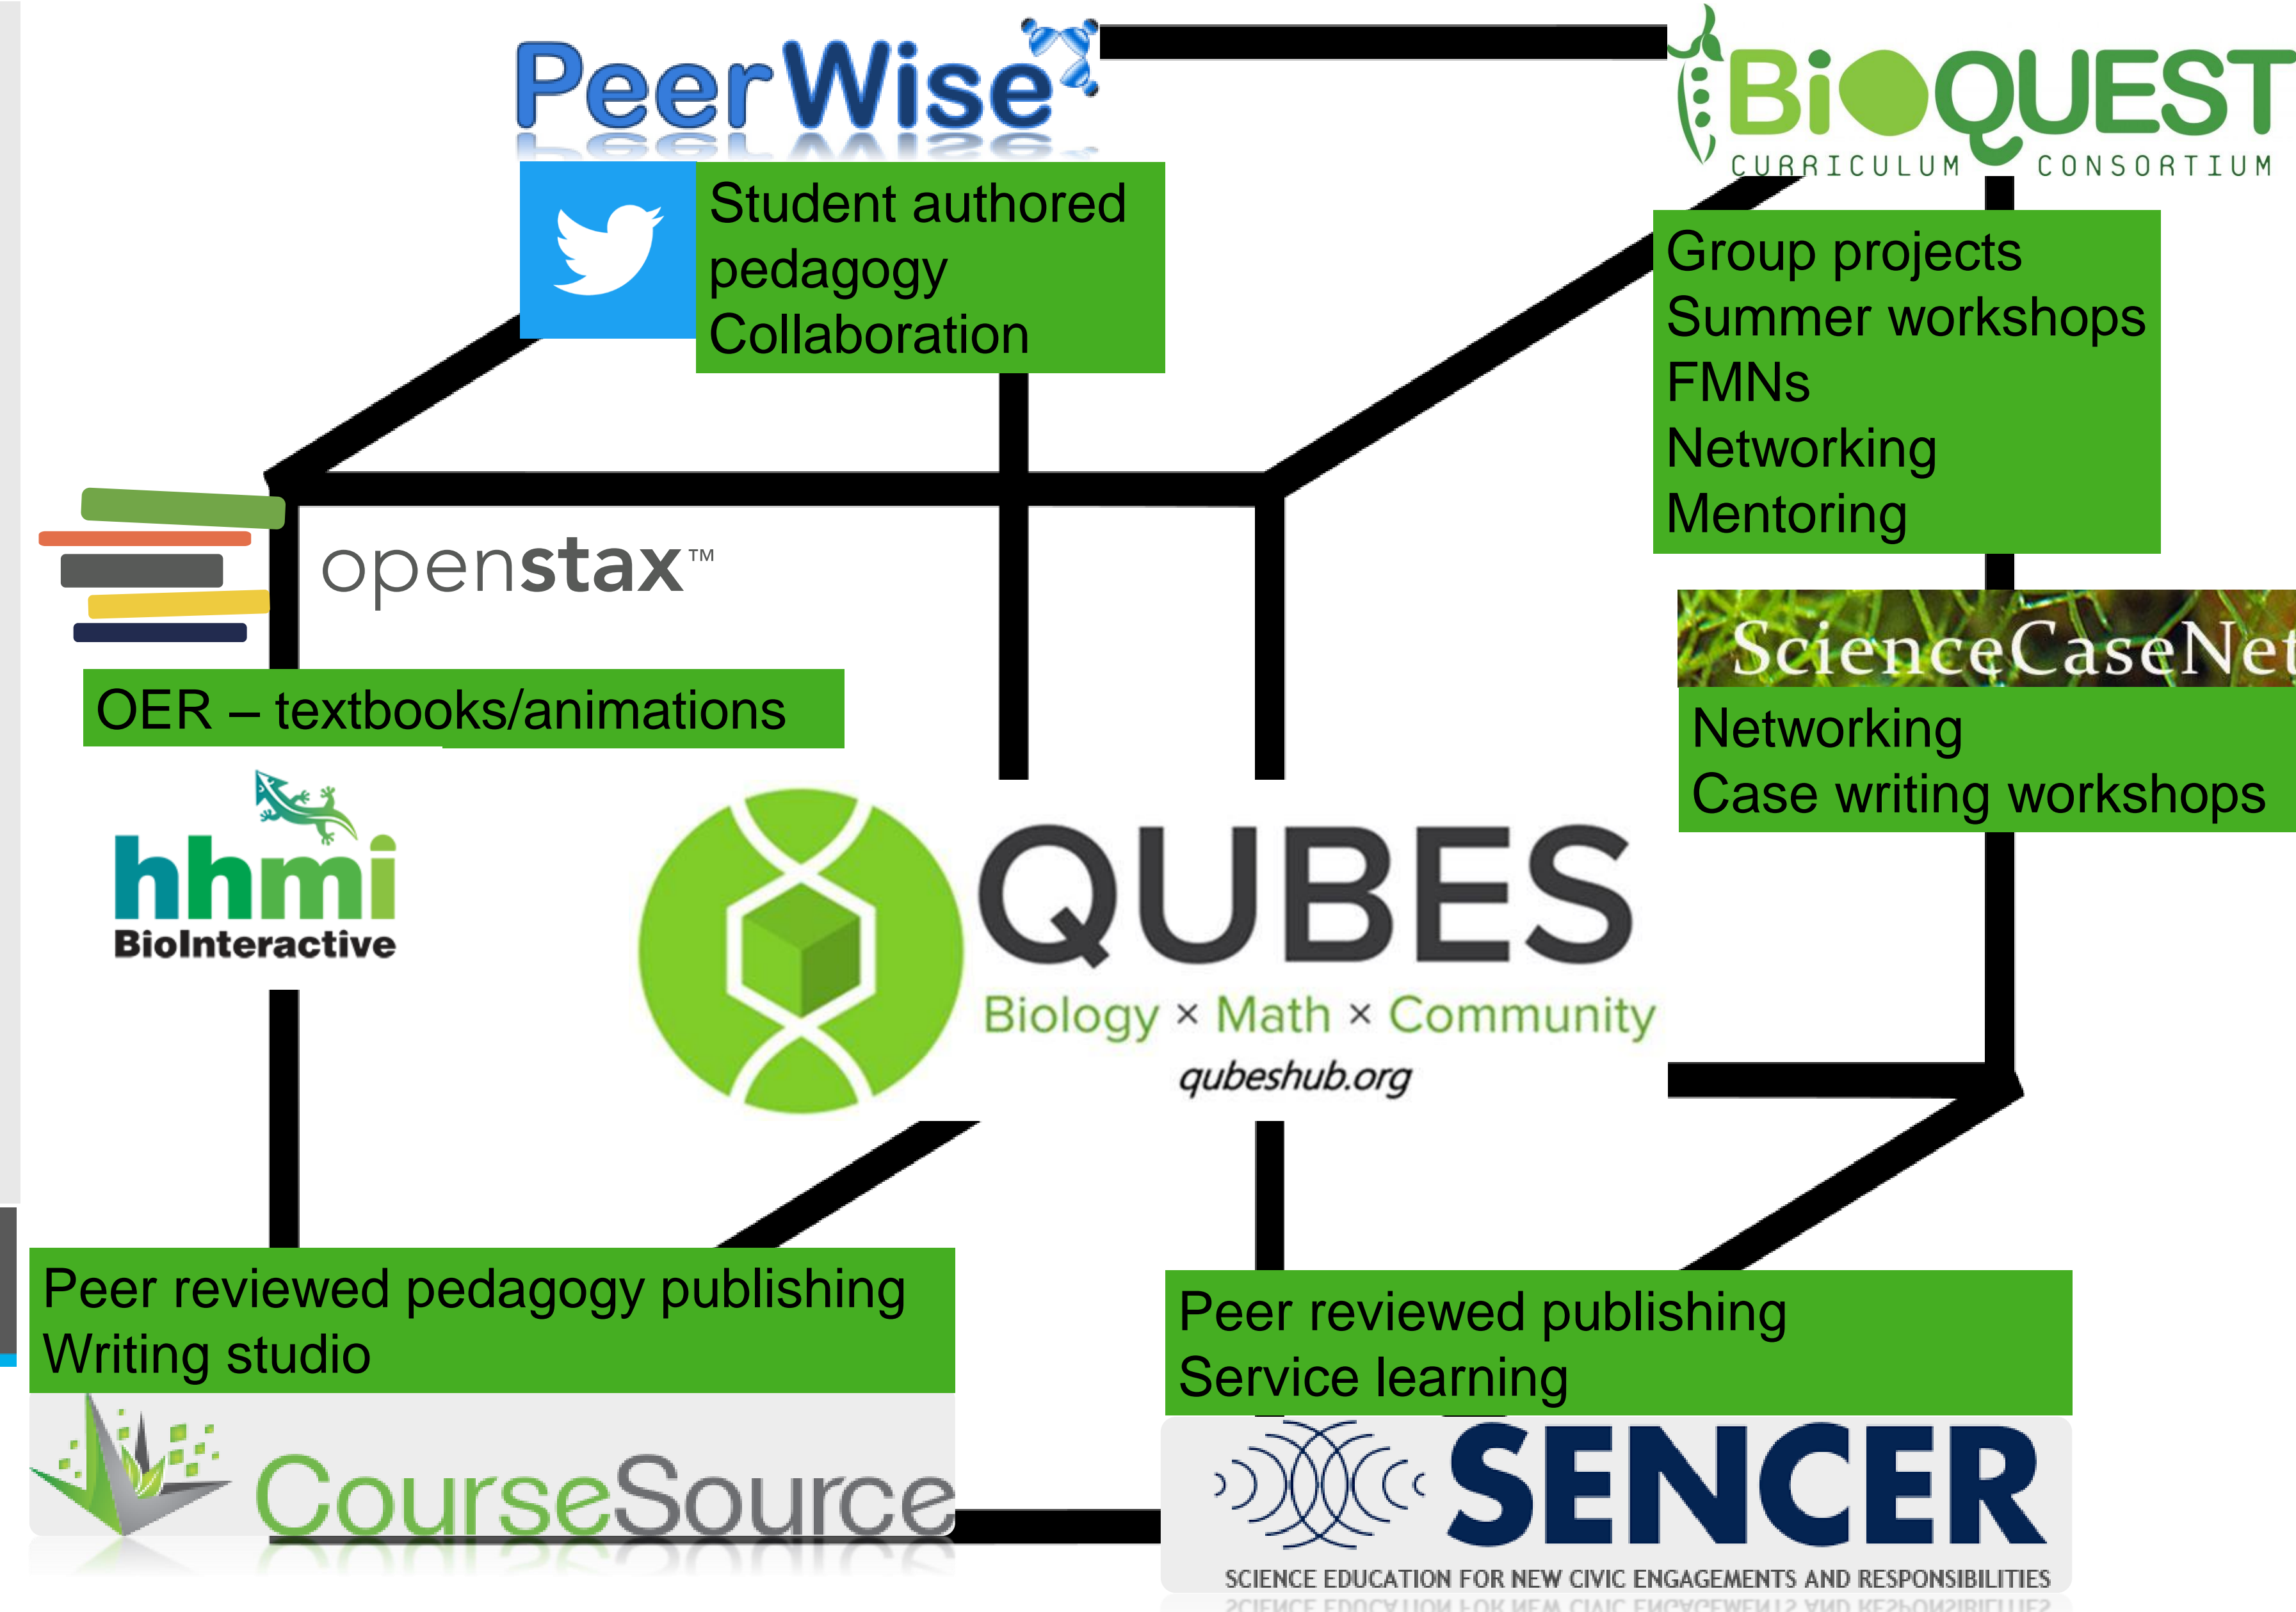 PeerWise
BiOQUEST
CURRICULUM CONSORTIUM
Student authored
pedagogy
Collaboration
Group projects
Summer workshops
FMNs
Networking
Mentoring
openstax™
ScienceCaseNet
OER – textbooks/animations
Networking
Case writing workshops
hhmi
BioInteractive
QUBES
Biology × Math × Community
qubeshub.org
Peer reviewed pedagogy publishing
Writing studio
Peer reviewed publishing
Service learning
CourseSource
SENCER
SCIENCE EDUCATION FOR NEW CIVIC ENGAGEMENTS AND RESPONSIBILITIES